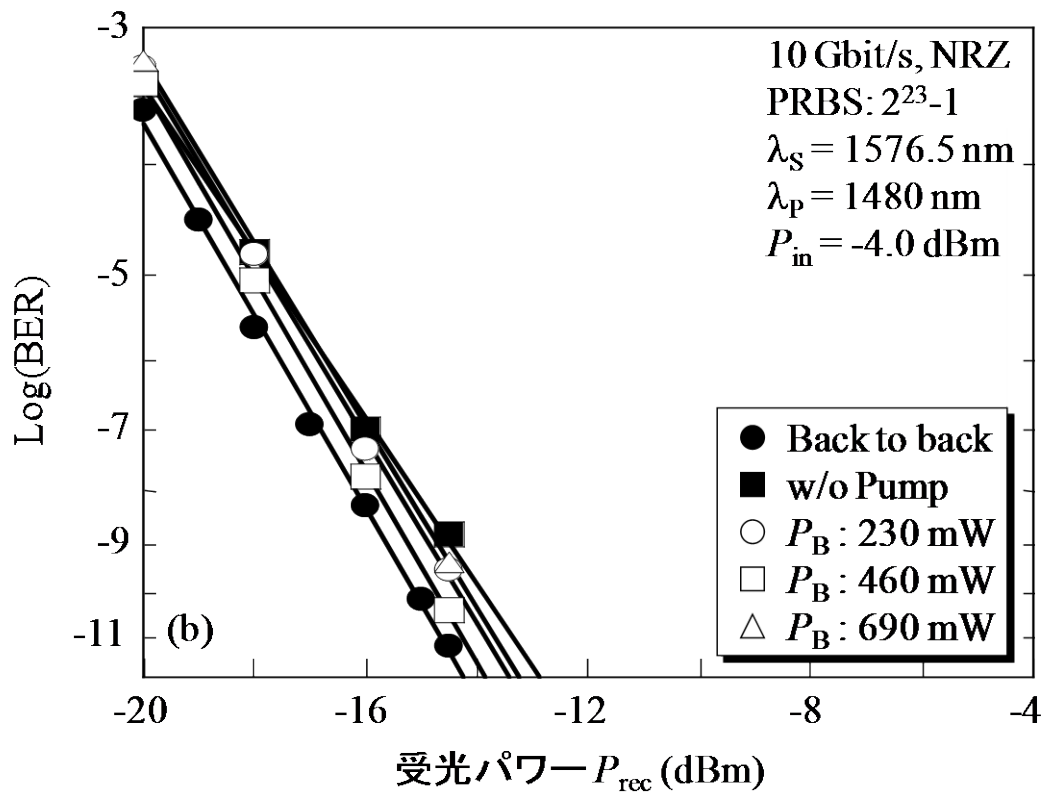 -3
-5
-7
-9
-11
Log(BER)
10 Gbit/s, NRZ
PRBS: 2²³-1
λS = 1576.5 nm
λP = 1480 nm
Pin = -4.0 dBm
Back to back
w/o Pump
PB : 230 mW
PB : 460 mW
PB : 690 mW
(b)
-20
-16
-12
-8
-4
受光パワーPrec (dBm)